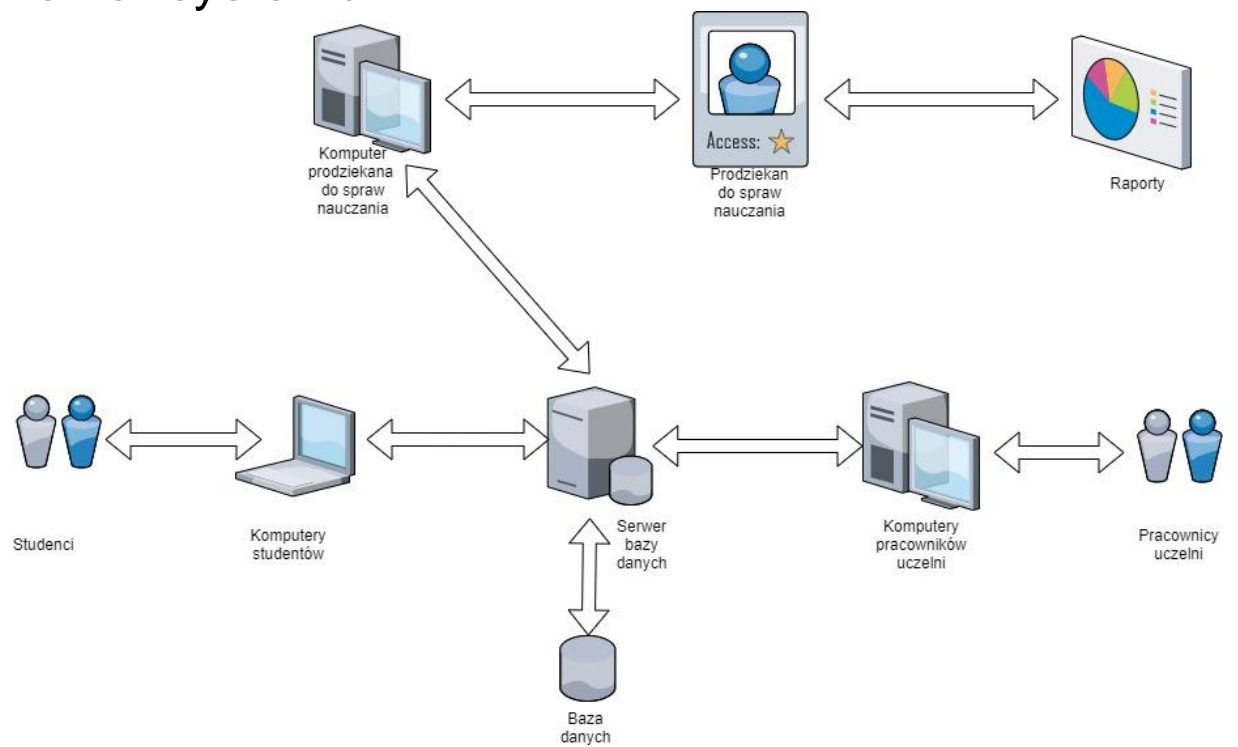 Access:
Komputer
prodziekana
do spraw
nauczania
Prodziekan
do spraw
nauczania
Raporty
Studenci
Komputery
studentów
Serwer
bazy
danych
Komputery
pracowników
uczelni
Pracownicy
uczelni
Baza
danych